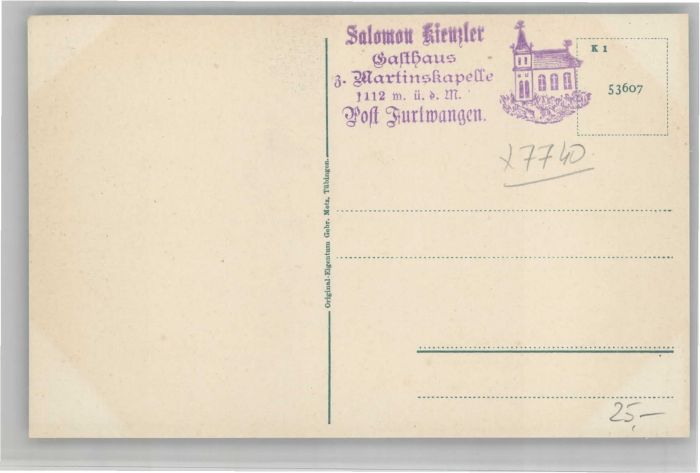 Salomon Kienzler
Gasthaus
z. Martinskapelle
1112 m. ü. d. M.
Post Furtwangen.
K 1
53607
x7740
Original-Eigentum Gebr. Metz, Tübingen.
25,—